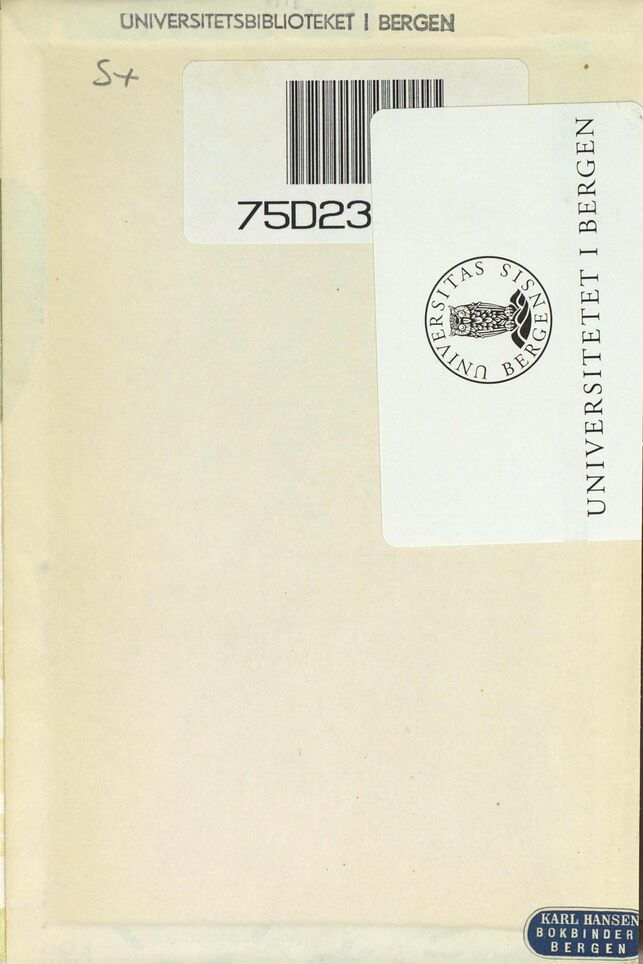 UNIVERSITETSBIBLIOTEKET I BERGEN
S+
75D23
UNIVERSITETET I BERGEN
UNIVERSITAS BERGENSIS
KARL HANSEN
BOKBINDER
BERGEN